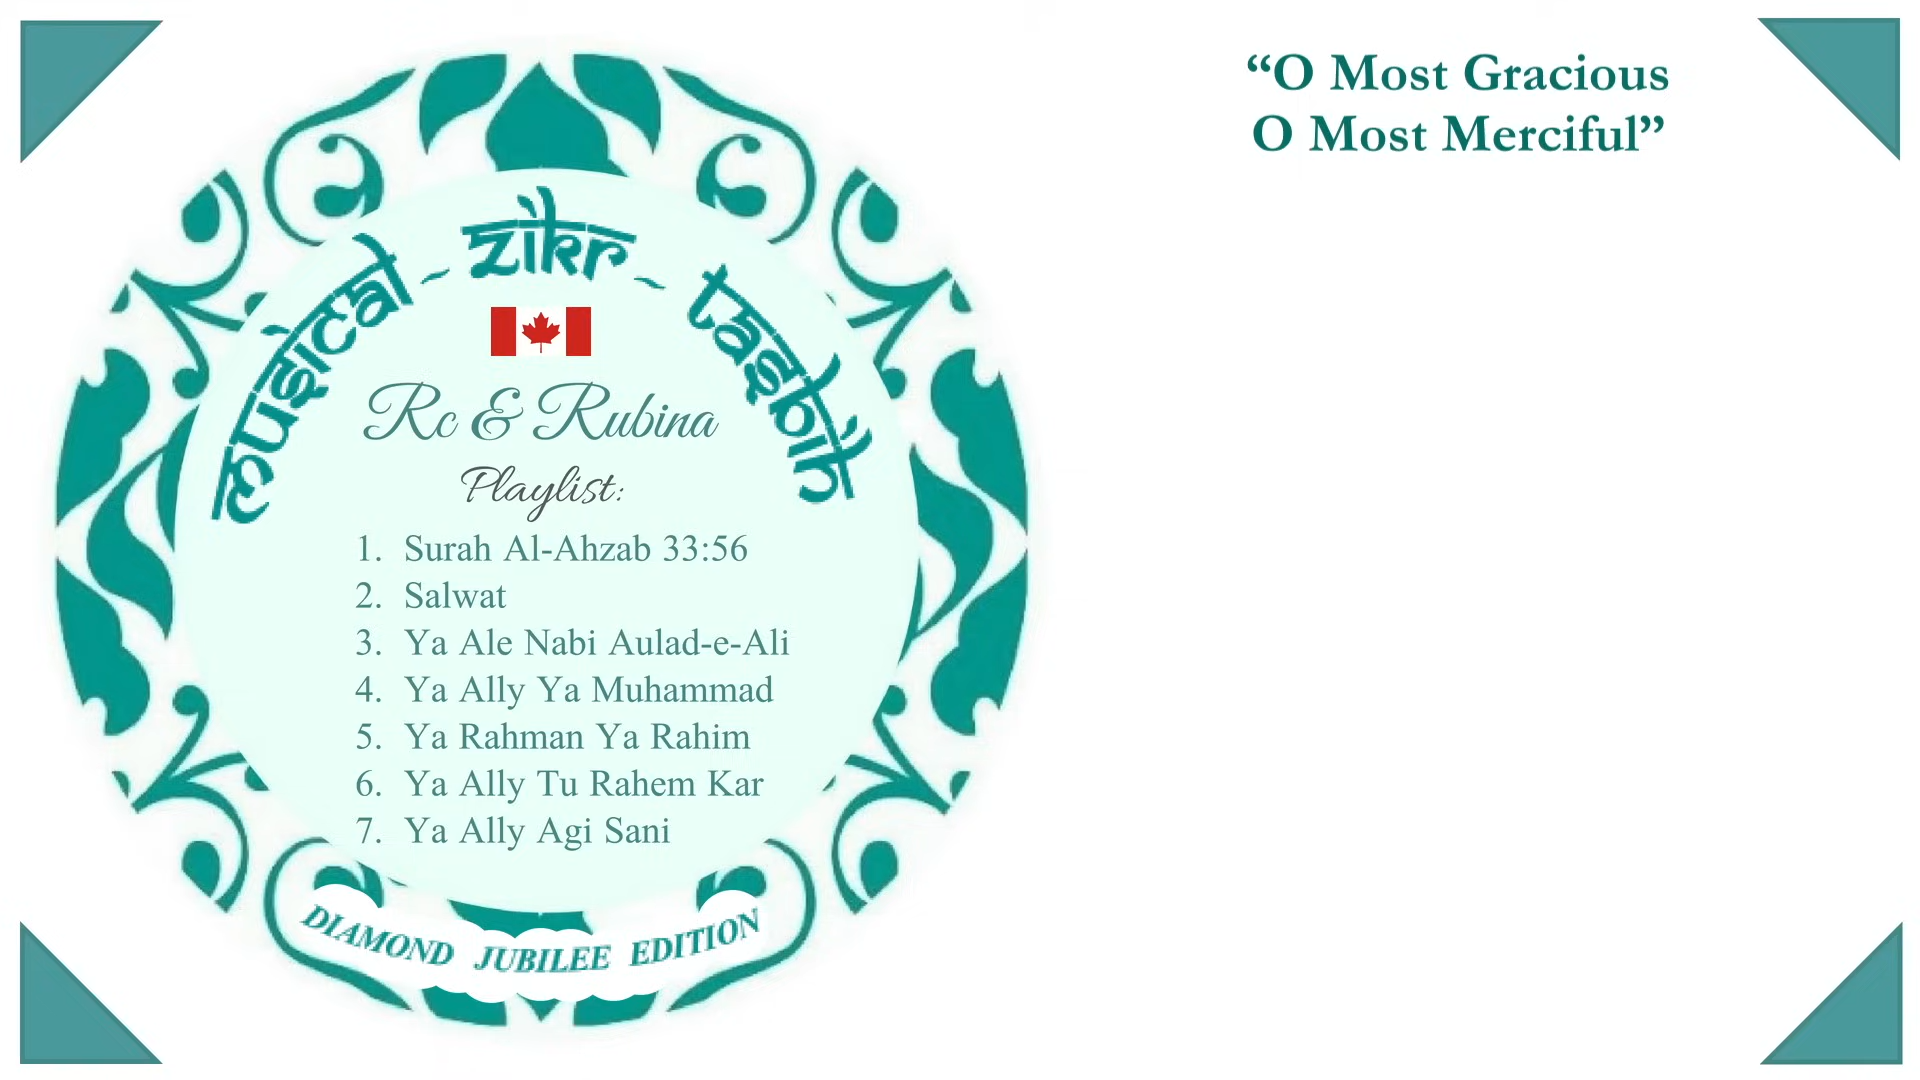 musical ~ zikr ~ tasbih
Rc & Rubina
Playlist:
1. Surah Al-Ahzab 33:56
2. Salwat
3. Ya Ale Nabi Aulad-e-Ali
4. Ya Ally Ya Muhammad
5. Ya Rahman Ya Rahim
6. Ya Ally Tu Rahem Kar
7. Ya Ally Agi Sani
DIAMOND JUBILEE EDITION
“O Most Gracious
O Most Merciful”